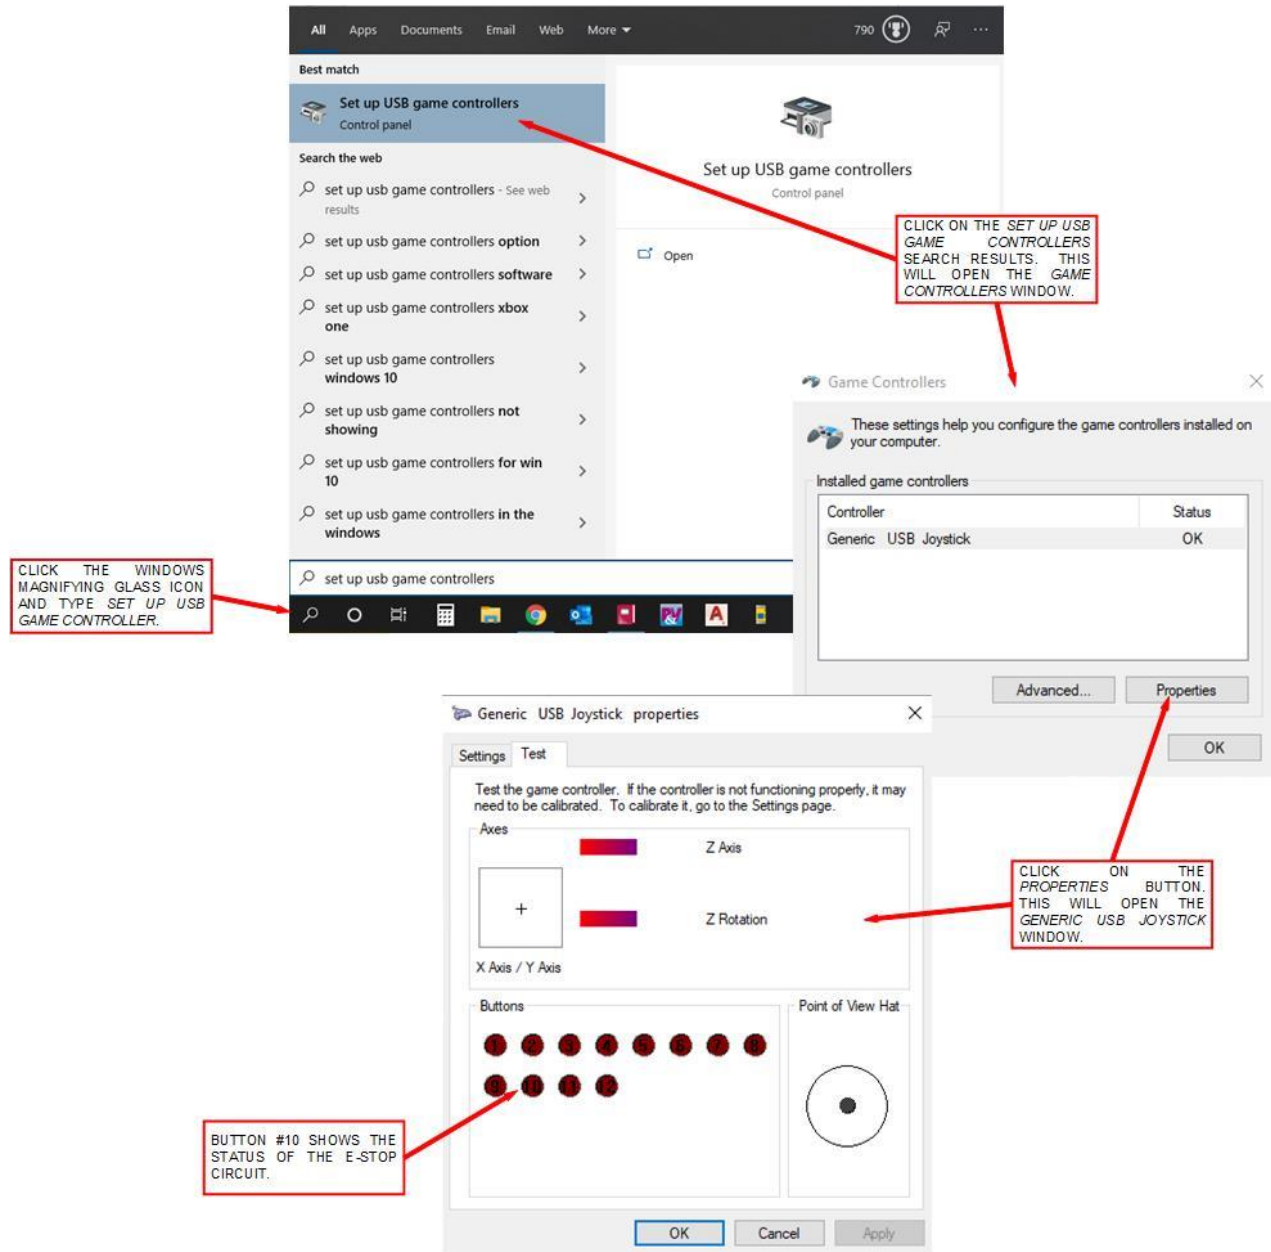 All Apps Documents Email Web More 790 ...
Best match
Set up USB game controllers
Control panel
Search the web
set up usb game controllers - See web
results
set up usb game controllers option
set up usb game controllers software
set up usb game controllers xbox
one
set up usb game controllers
windows 10
set up usb game controllers not
showing
set up usb game controllers for win
10
set up usb game controllers in the
windows
set up usb game controllers
Set up USB game controllers
Control panel
Open
CLICK ON THE SET UP USB
GAME CONTROLLERS
SEARCH RESULTS. THIS
WILL OPEN THE GAME
CONTROLLERS WINDOW.
CLICK THE WINDOWS
MAGNIFYING GLASS ICON
AND TYPE SET UP USB
GAME CONTROLLER.
Game Controllers
These settings help you configure the game controllers installed on
your computer.
Installed game controllers
Controller Status
Generic USB Joystick OK
Advanced... Properties
OK
Generic USB Joystick properties
Settings Test
Test the game controller. If the controller is not functioning properly, it may
need to be calibrated. To calibrate it, go to the Settings page.
Axes
Z Axis
Z Rotation
X Axis / Y Axis
CLICK ON THE
PROPERTIES BUTTON.
THIS WILL OPEN THE
GENERIC USB JOYSTICK
WINDOW.
Buttons
1 2 3 4 5 6 7 8
9 10 11 12
Point of View Hat
BUTTON #10 SHOWS THE
STATUS OF THE E-STOP
CIRCUIT.
OK Cancel Apply